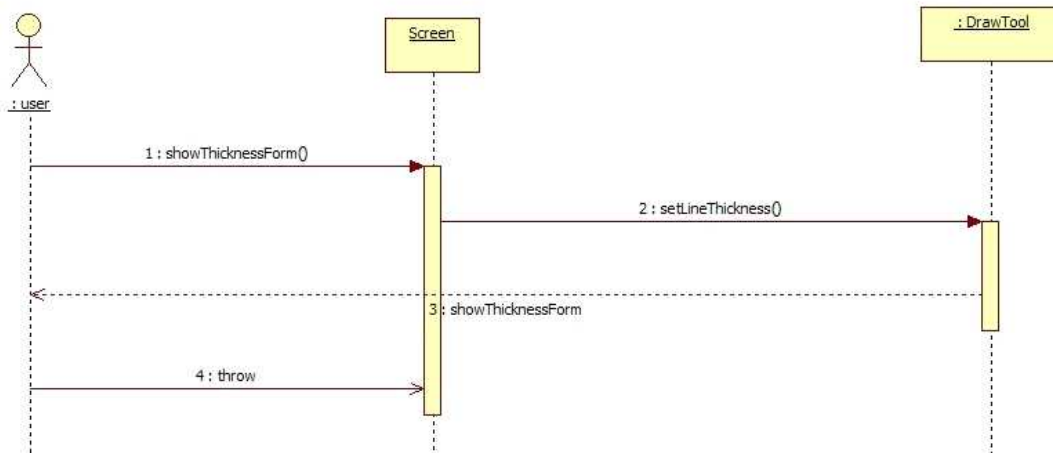 Screen
: DrawTool
: user
1 : showThicknessForm()
2 : setLineThickness()
3 : showThicknessForm
4 : throw